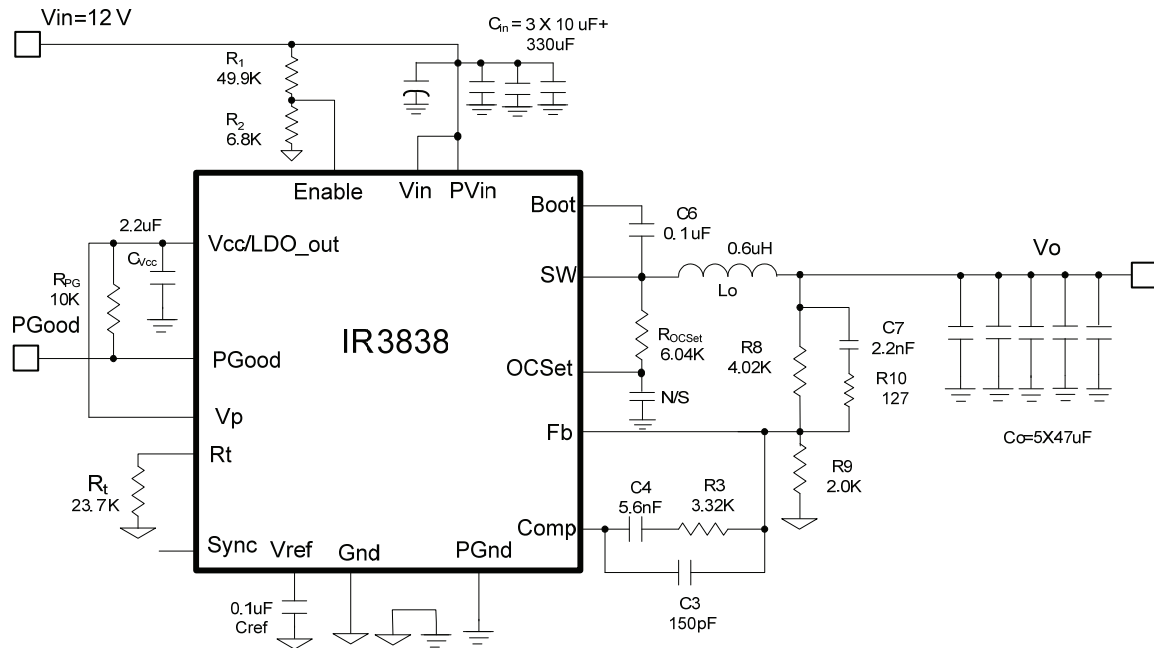 Vin=12 V
Cin = 3 X 10 uF+
330uF
R1
49.9K
R2
6.8K
Enable
Vin
PVin
Boot
C6
0.1uF
2.2uF
Vcc/LDO_out
CVcc
RPG
10K
PGood
SW
0.6uH
Lo
Vo
IR3838
PGood
ROCSet
6.04K
OCSet
N/S
R8
4.02K
C7
2.2nF
R10
127
Vp
Fb
Co=5X47uF
Rt
Rt
23.7K
R9
2.0K
C4
5.6nF
R3
3.32K
Comp
Sync
Vref
Gnd
PGnd
C3
150pF
0.1uF
Cref